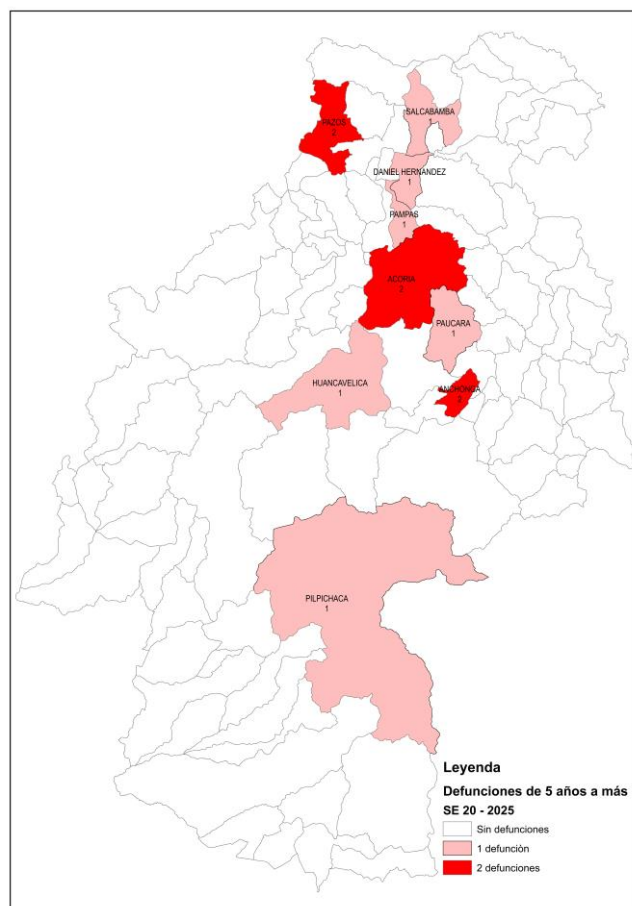 SALCABAMBA
1
PAZOS
2
DANIEL HERNANDEZ
1
PAMPAS
1
ACORIA
2
PAUCARA
1
HUANCAVELICA
1
ANCHONGA
2
PILPICHACA
1
Leyenda
Defunciones de 5 años a más
SE 20 - 2025
Sin defunciones
1 defunción
2 defunciones